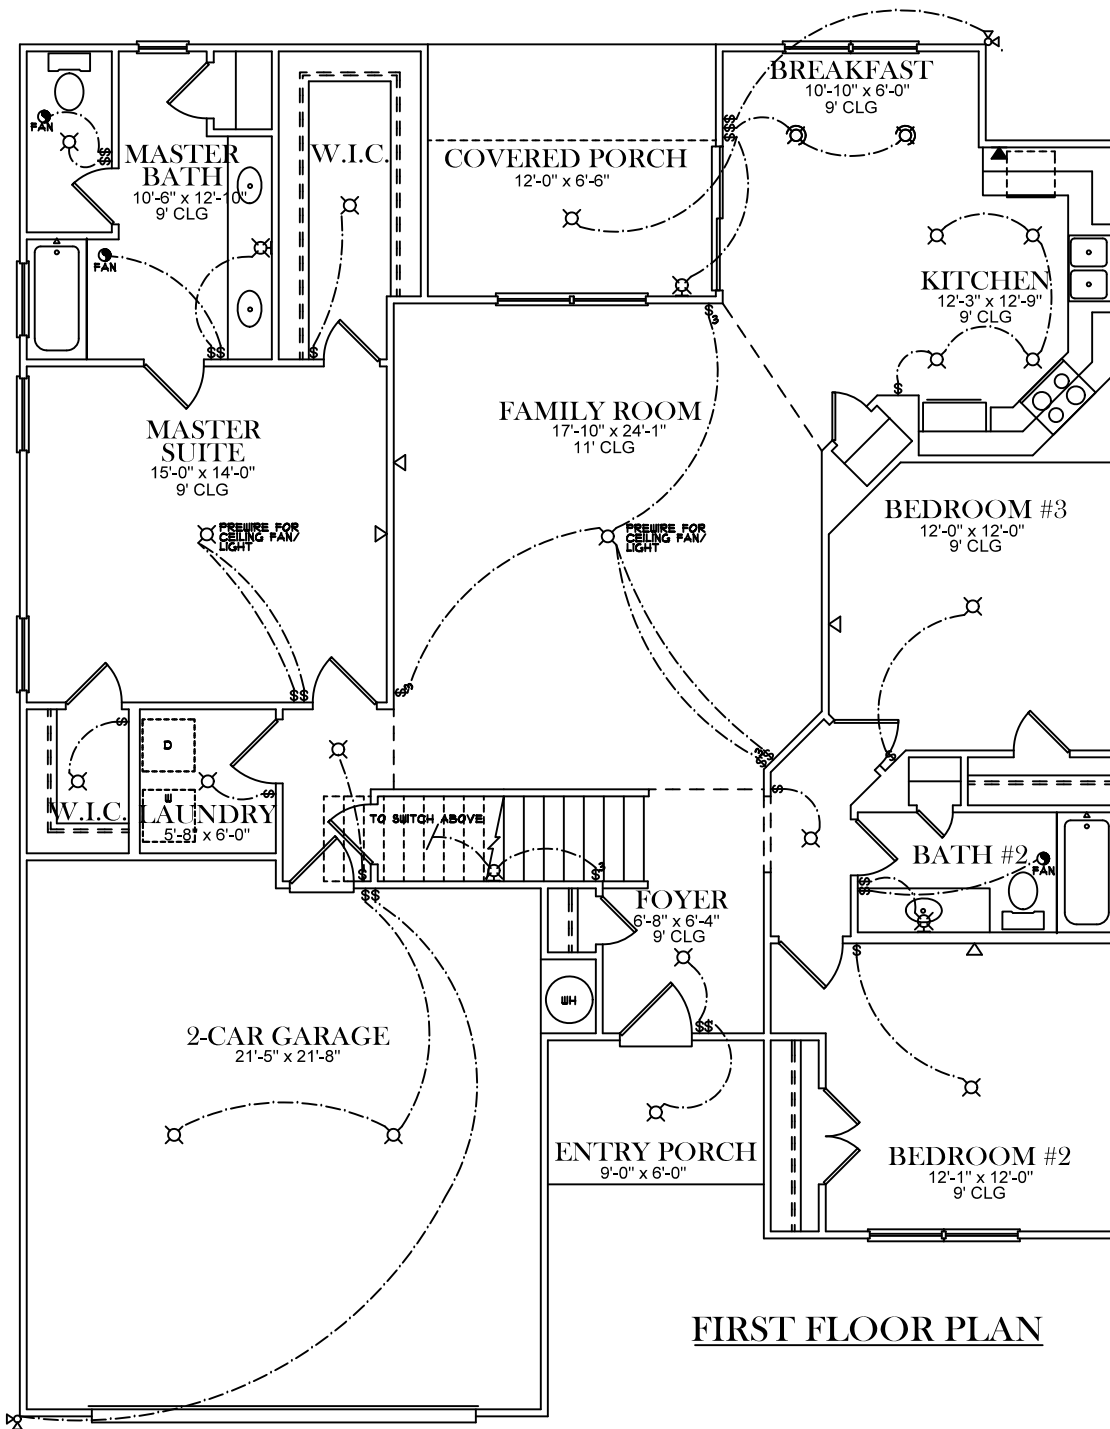 BREAKFAST
10'-10" x 6'-0"
9' CLG
FAN
MASTER
BATH
10'-6" x 12'-10"
9' CLG
FAN
W.I.C.
COVERED PORCH
12'-0" x 6'-6"
KITCHEN
12'-3" x 12'-9"
9' CLG
MASTER
SUITE
15'-0" x 14'-0"
9' CLG
FAMILY ROOM
17'-10" x 24'-1"
11' CLG
PREWIRE FOR
CEILING FAN/
LIGHT
PREWIRE FOR
CEILING FAN/
LIGHT
BEDROOM #3
12'-0" x 12'-0"
9' CLG
D
W
W.I.C.
LAUNDRY
5'-8" x 6'-0"
TO SWITCH ABOVE
BATH #2
FAN
FOYER
6'-8" x 6'-4"
9' CLG
WH
2-CAR GARAGE
21'-5" x 21'-8"
ENTRY PORCH
9'-0" x 6'-0"
BEDROOM #2
12'-1" x 12'-0"
9' CLG
FIRST FLOOR PLAN